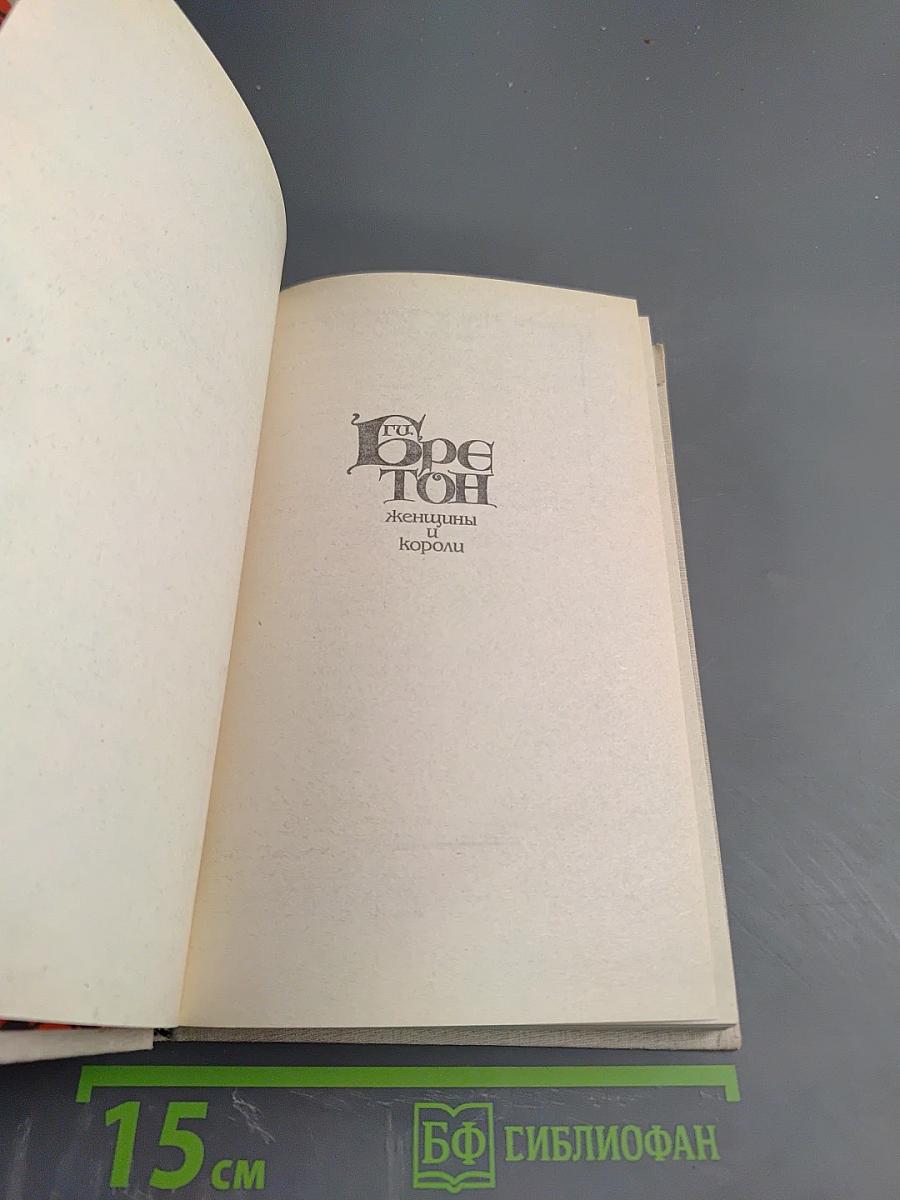 ГИ.
БРЕ
ТОН
женщины
и
короли
15 см
БФ БИБЛИОФАН